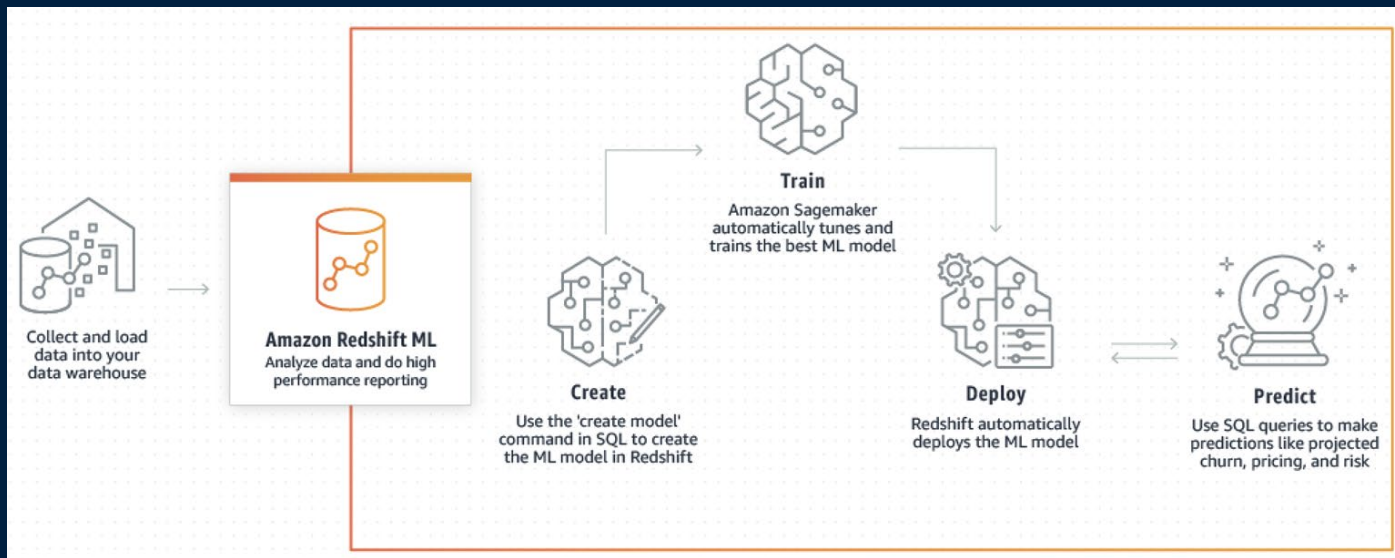 Collect and load
data into your
data warehouse
Amazon Redshift ML
Analyze data and do high
performance reporting
Create
Use the 'create model'
command in SQL to create
the ML model in Redshift
Train
Amazon Sagemaker
automatically tunes and
trains the best ML model
Deploy
Redshift automatically
deploys the ML model
Predict
Use SQL queries to make
predictions like projected
churn, pricing, and risk